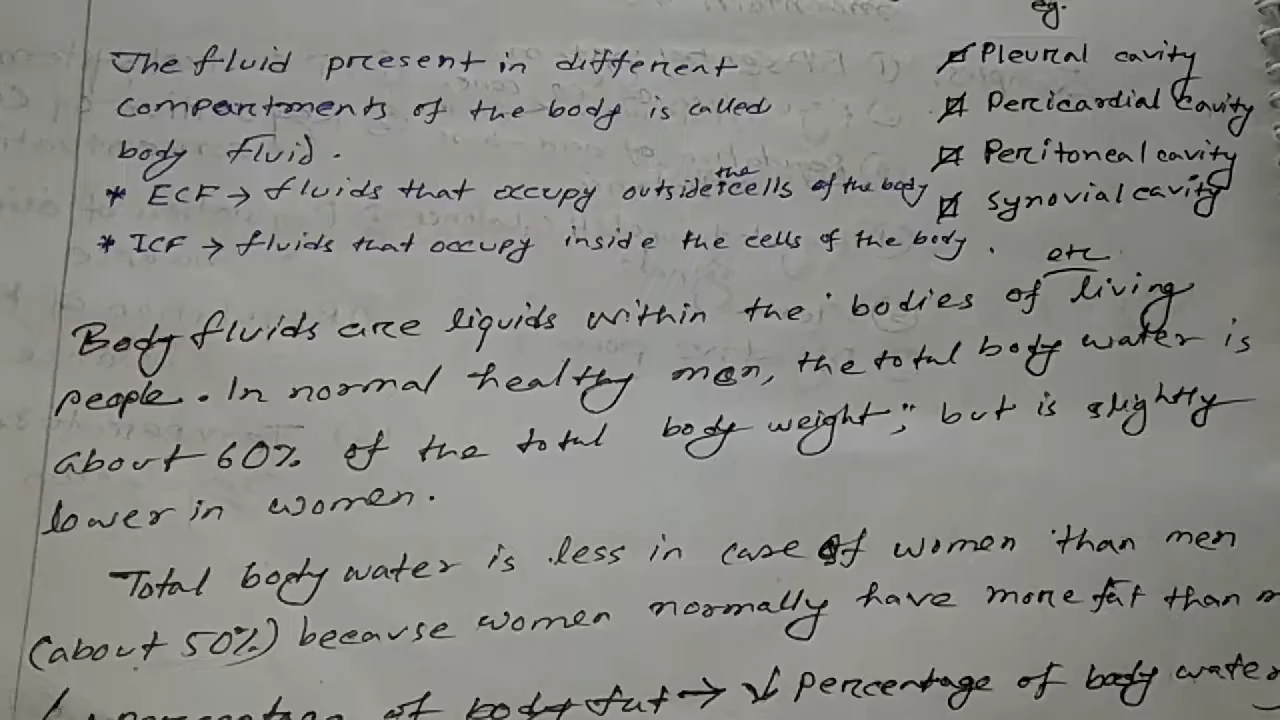 eg.
The fluid present in different
compartments of the body is called
body fluid.
* ECF → fluids that occupy outside the cells of the body
* ICF → fluids that occupy inside the cells of the body.
Pleural cavity
Pericardial cavity
Peritoneal cavity
Synovial cavity
etc
Body fluids are liquids within the bodies of living
people. In normal healthy men, the total body water is
about 60% of the total body weight; but is slightly
lower in women.
Total body water is less in case of women than men
(about 50%) because women normally have more fat than
of body fat → ↓ percentage of body water